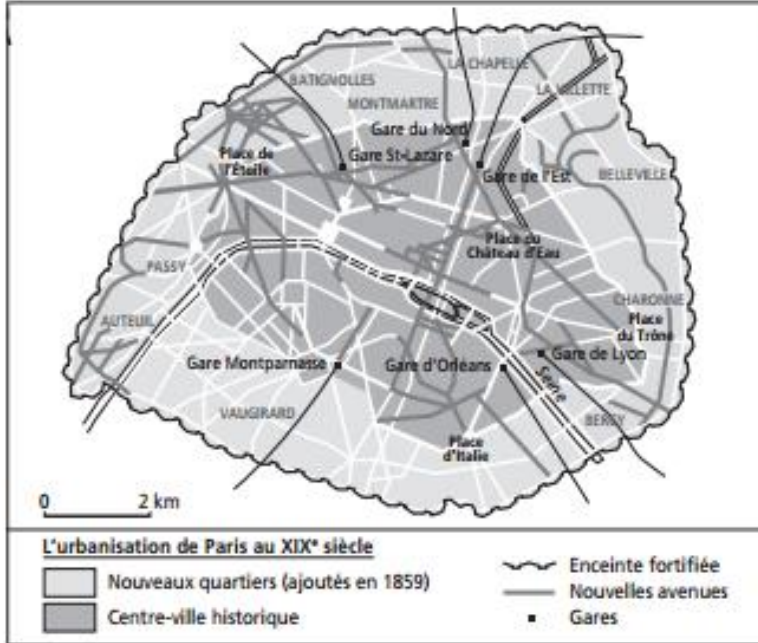 LA CHAPELLE
BATIGNOLLES
LA VILLETTE
MONTMARTRE
Gare du Nord
Place de
l'Étoile
Gare St-Lazare
Gare de l'Est
BELLEVILLE
Place du
Château d'Eau
PASSY
CHARONNE
AUTEUIL
Place
du Trône
Gare Montparnasse
Gare d'Orléans
Gare de Lyon
Seine
VAUGIRARD
BERCY
Place
d'Italie
0 2 km
L'urbanisation de Paris au XIXe siècle
Nouveaux quartiers (ajoutés en 1859)
Centre-ville historique
Enceinte fortifiée
Nouvelles avenues
Gares